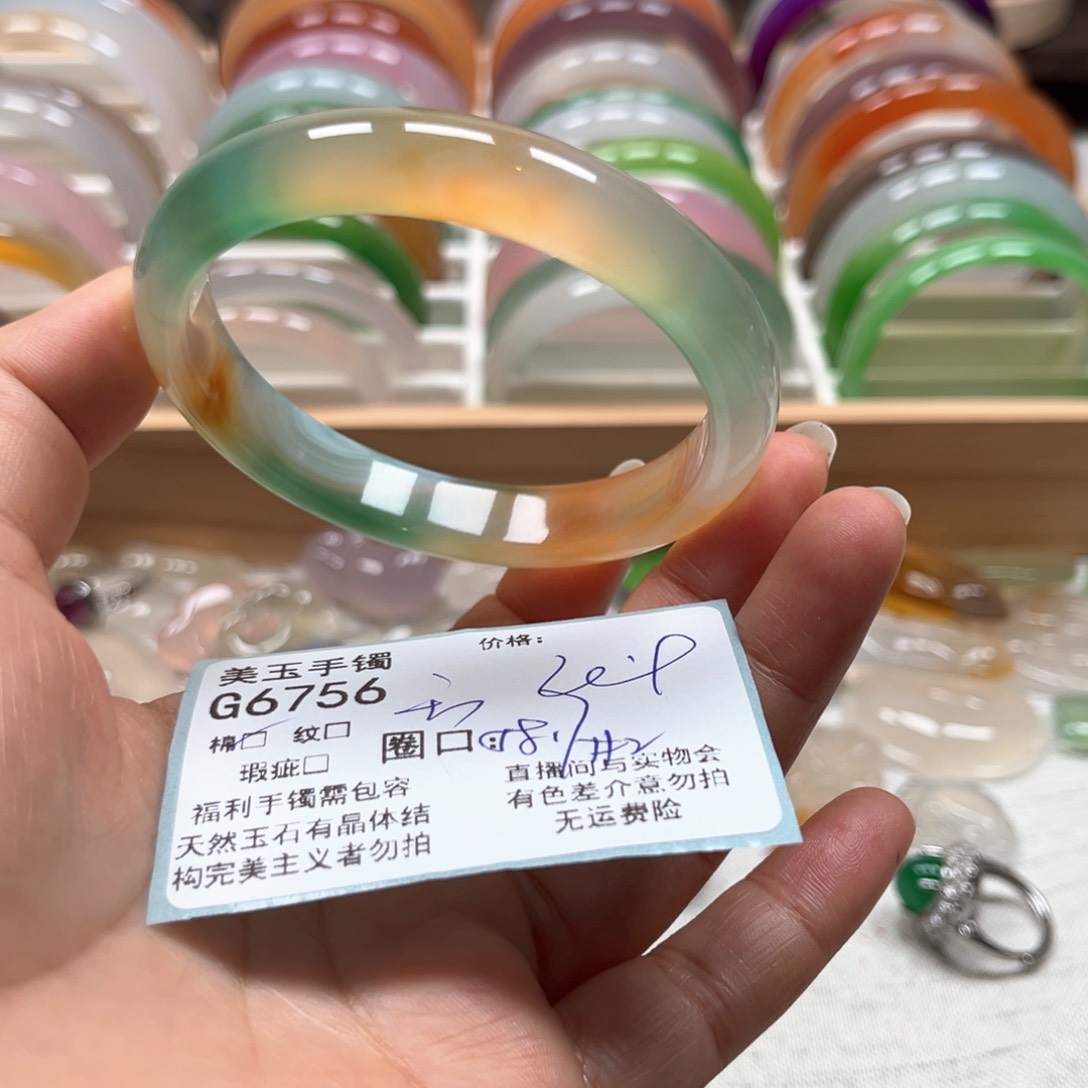 价格：
美玉手镯
G6756
棉□ 纹□
圈口：
瑕疵□
福利手镯需包容
天然玉石有晶体结
构完美主义者勿拍
直播间与实物会
有色差介意勿拍
无运费险